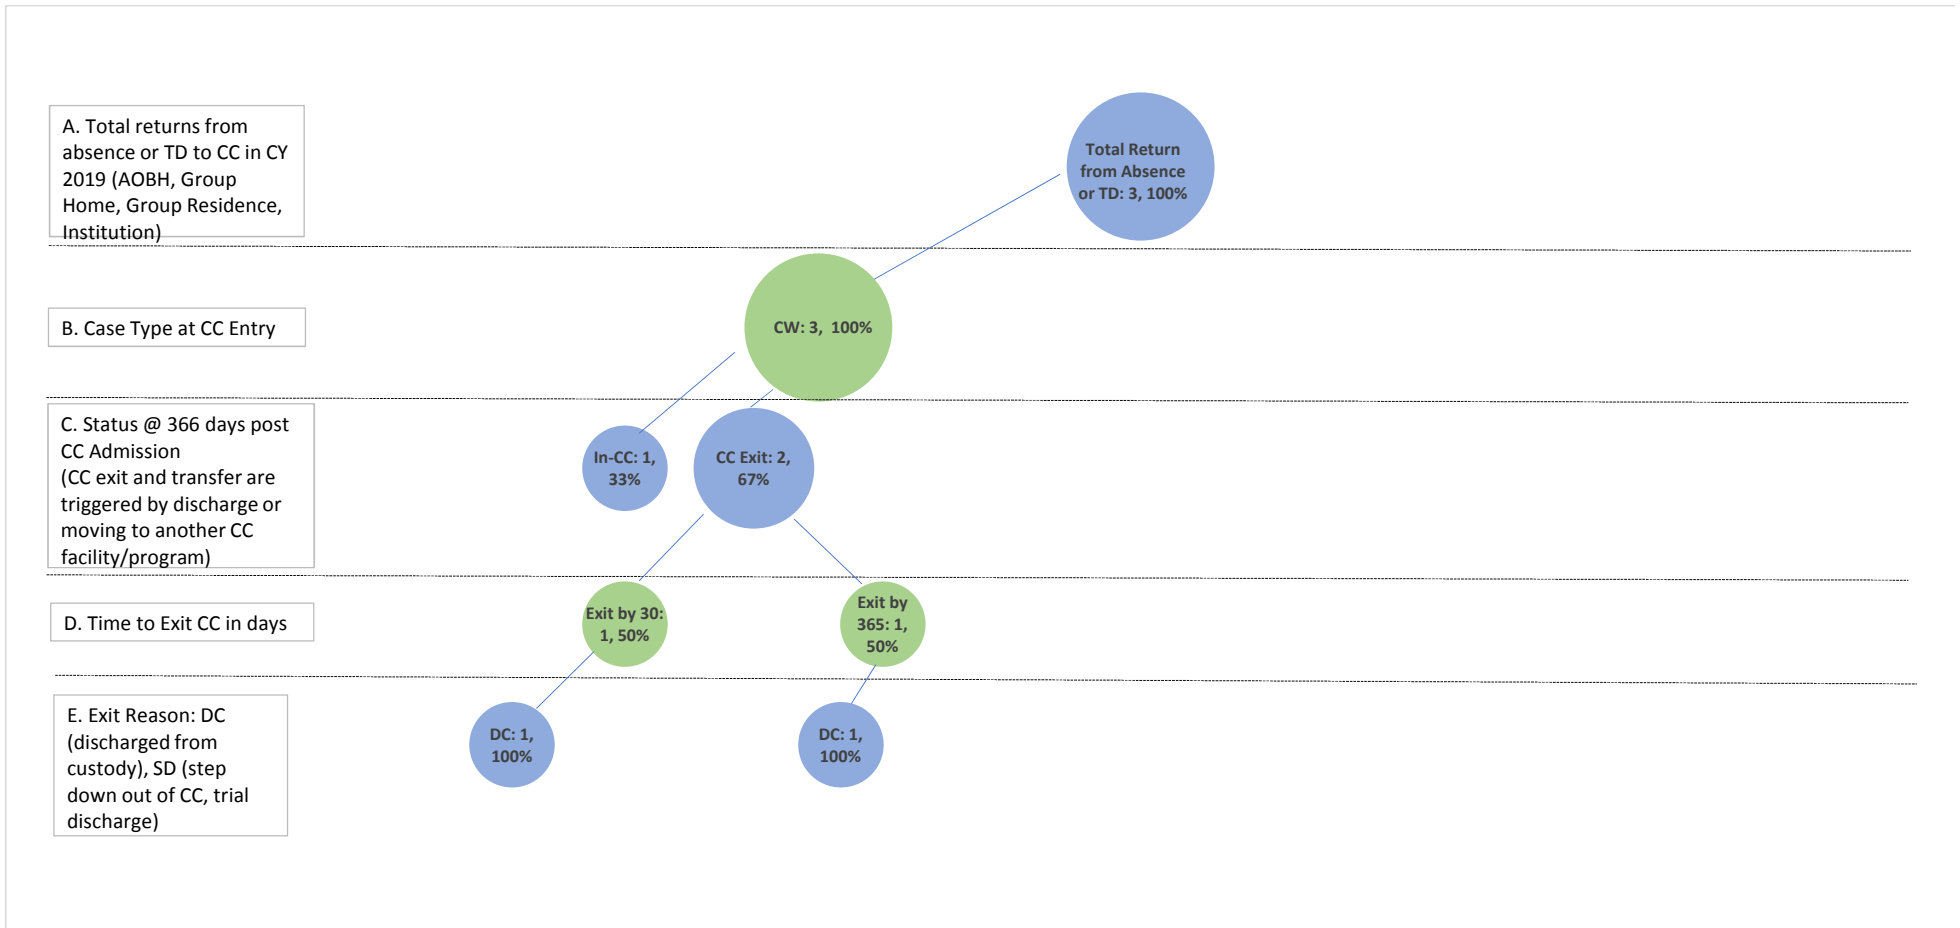 A. Total returns from
absence or TD to CC in CY
2019 (AOBH, Group
Home, Group Residence,
Institution)
Total Return
from Absence
or TD: 3, 100%
B. Case Type at CC Entry
CW: 3, 100%
C. Status @ 366 days post
CC Admission
(CC exit and transfer are
triggered by discharge or
moving to another CC
facility/program)
In-CC: 1,
33%
CC Exit: 2,
67%
D. Time to Exit CC in days
Exit by 30:
1, 50%
Exit by
365: 1,
50%
E. Exit Reason: DC
(discharged from
custody), SD (step
down out of CC, trial
discharge)
DC: 1,
100%
DC: 1,
100%